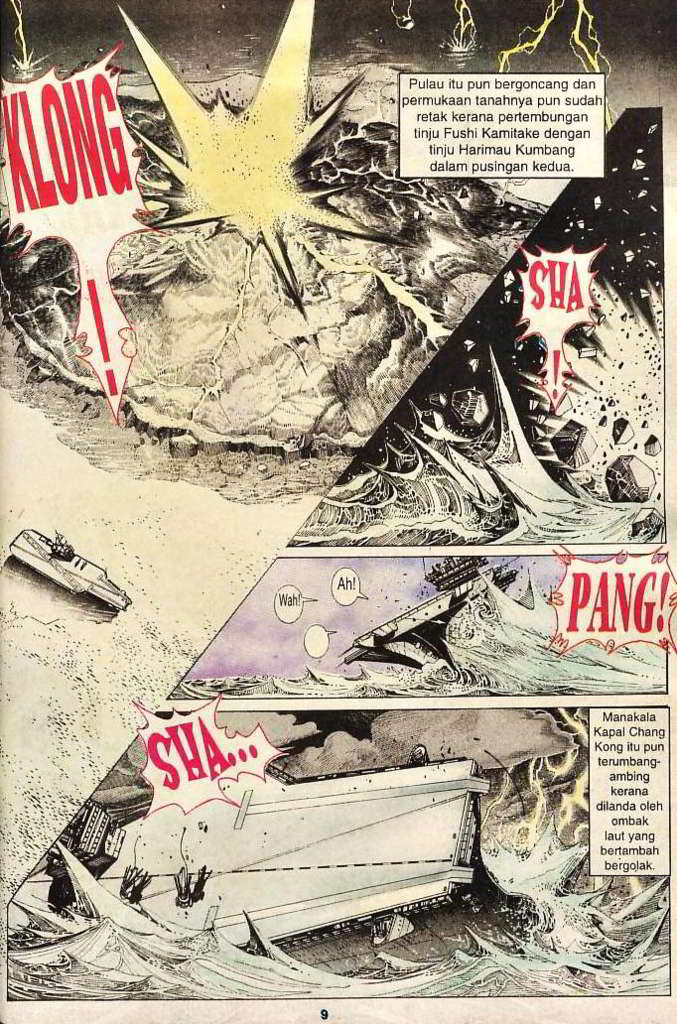 KLONG
!!
Pulau itu pun bergoncang dan
permukaan tanahnya pun sudah
retak kerana pertembungan
tinju Fushi Kamitake dengan
tinju Harimau Kumbang
dalam pusingan kedua.
SHA
!
Wah!
Ah!
PANG!
SHA...
Manakala
Kapal Chang
Kong itu pun
terumbang-
ambing
kerana
dilanda oleh
ombak
laut yang
bertambah
bergolak.
9